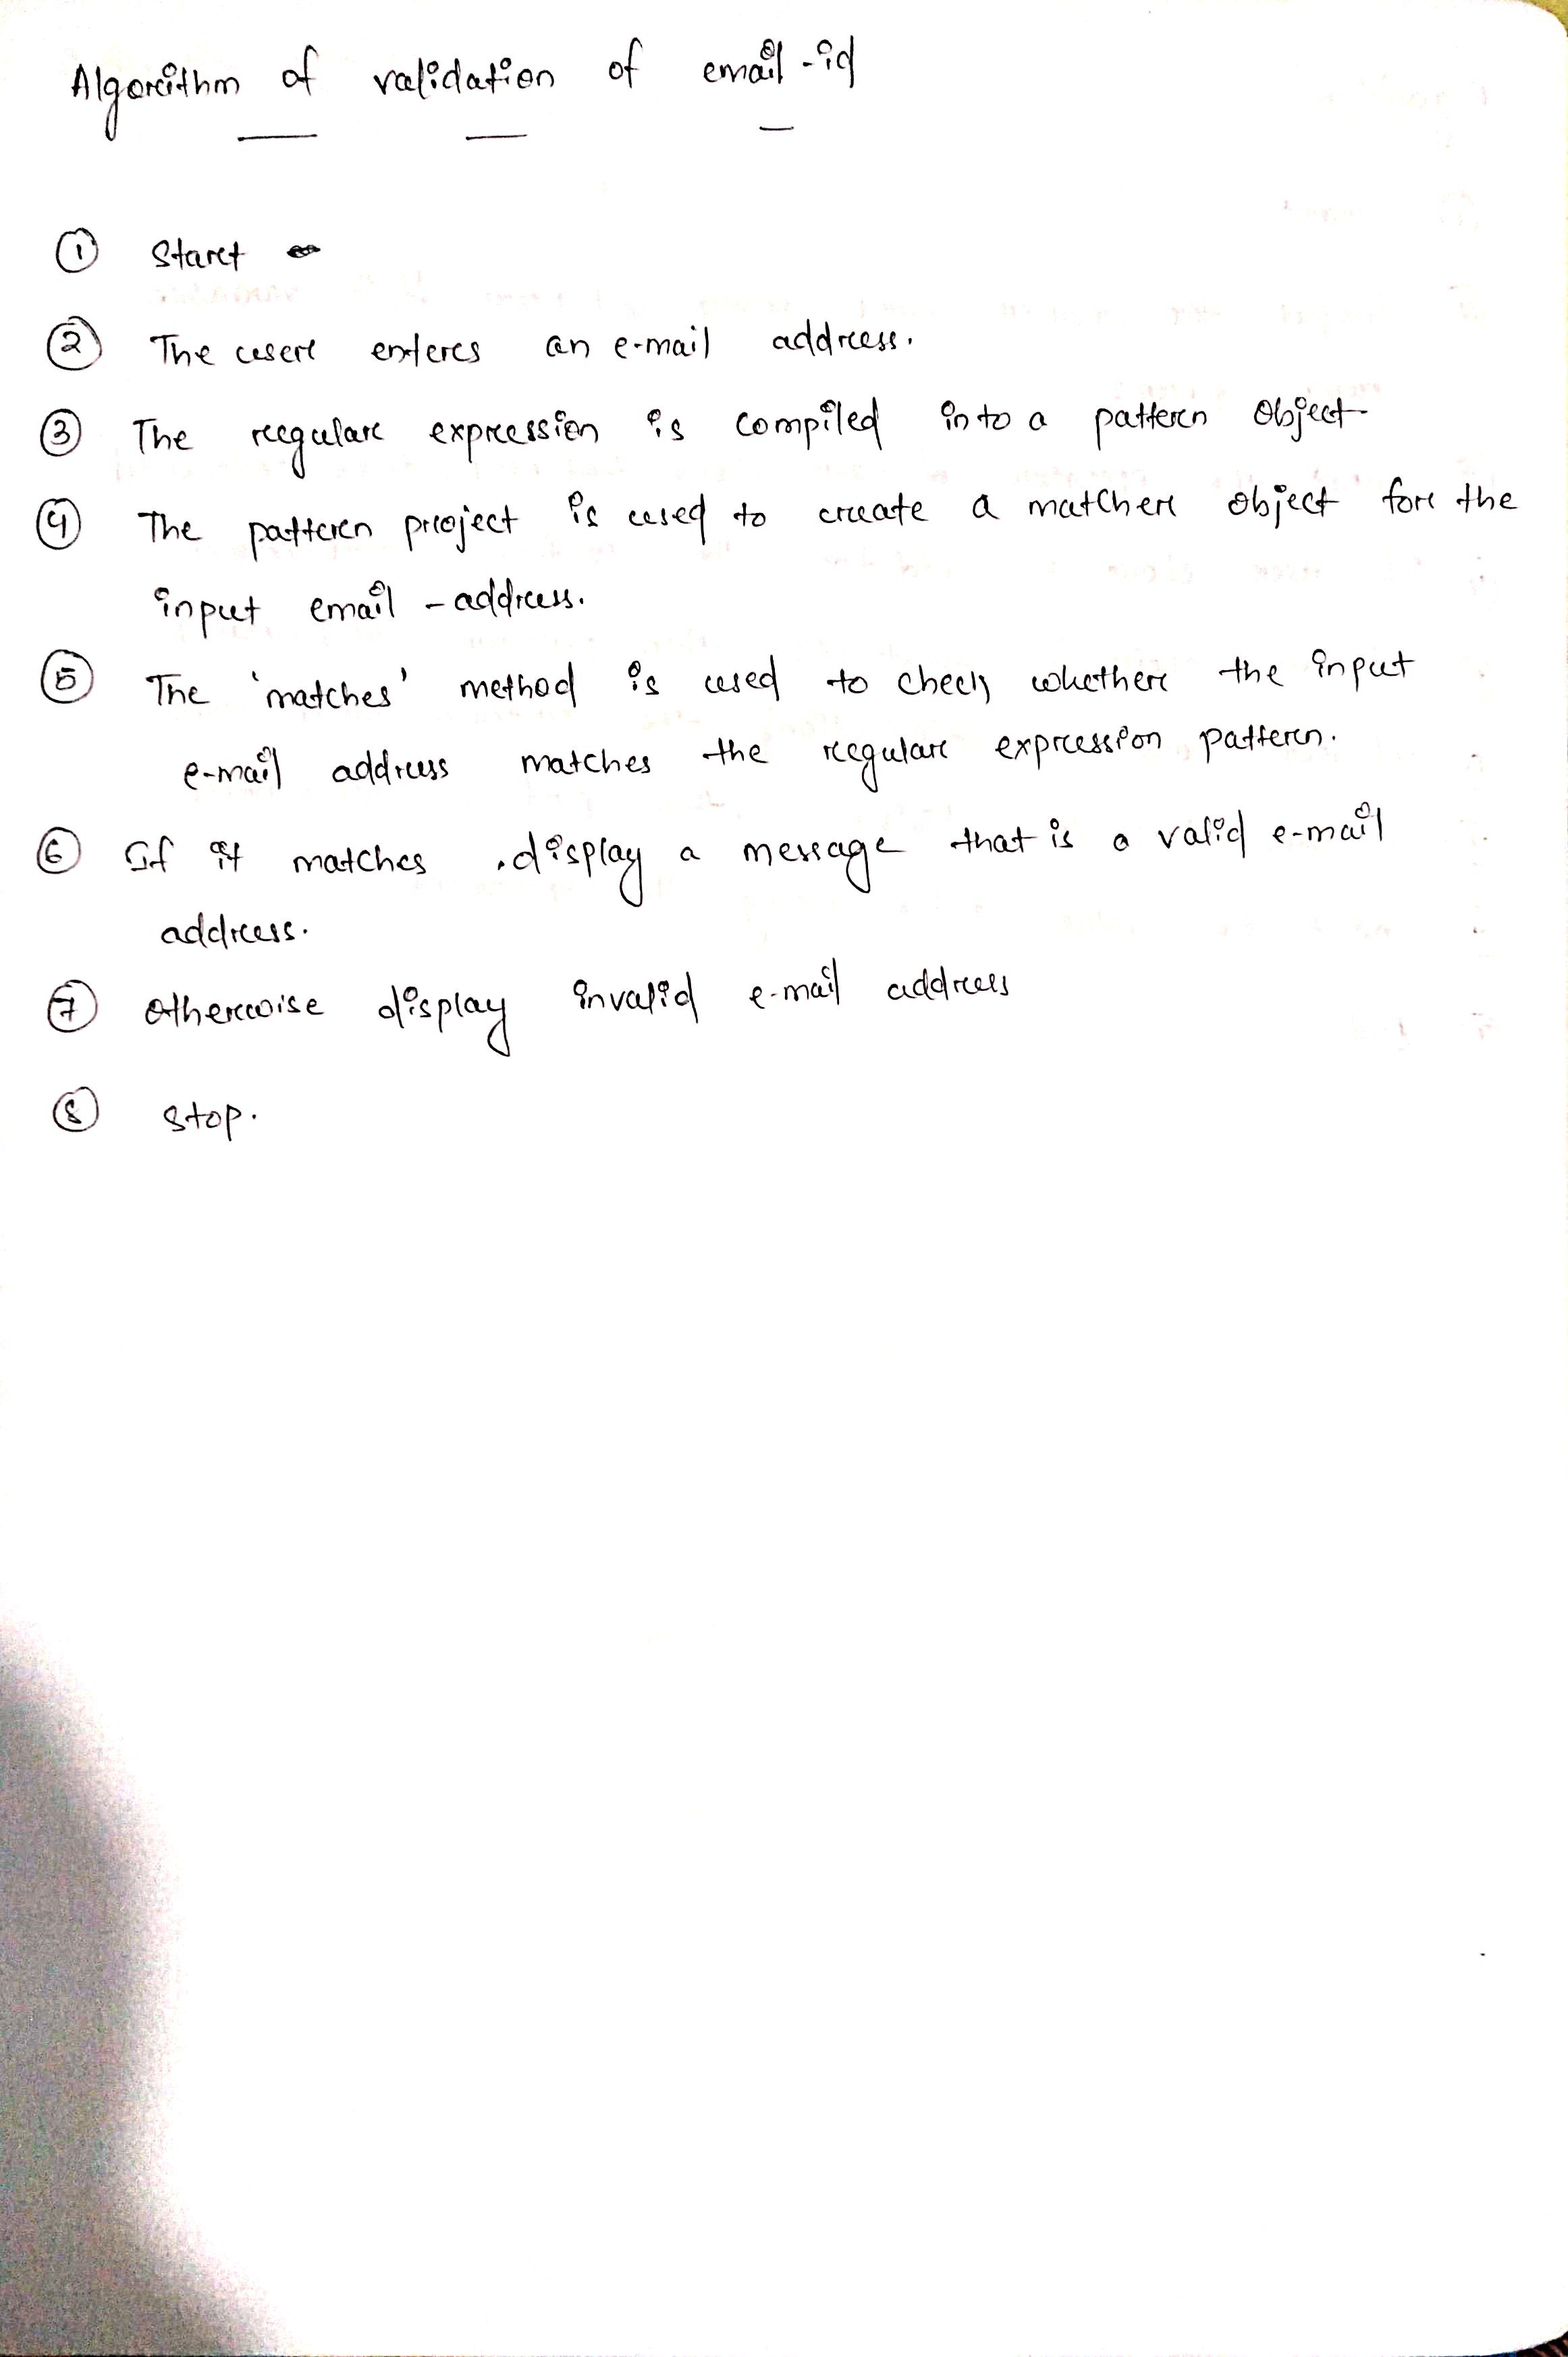 Algorithm of validation of email-id
① Start
② The user enters an e-mail address.
③ The regular expression is compiled into a pattern object
④ The pattern project is used to create a matcher object for the
input email - address.
⑤ The 'matches' method is used to check whether the input
e-mail address matches the regular expression pattern.
⑥ If it matches , display a message that is a valid e-mail
address.
⑦ otherwise display invalid e-mail address
⑧ stop.